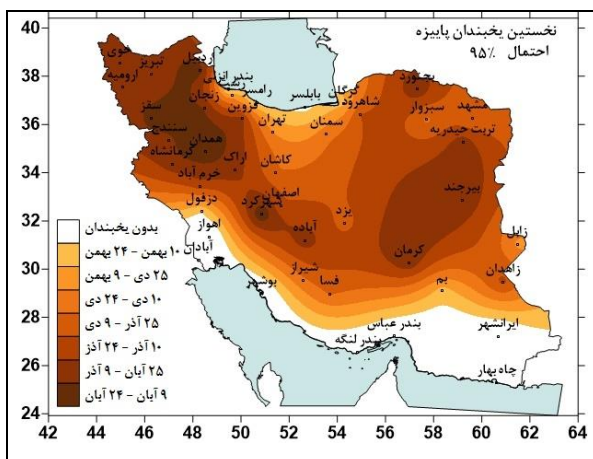 نخستین یخبندان پاییزه
احتمال ۹۵٪
40
38
36
34
32
30
28
26
24
42 44 46 48 50 52 54 56 58 60 62 64
خوی
تبریز
اردبیل
ارومیه
بندر انزلی
رشت
رامسر
بابلسر
گرگان
بجنورد
زنجان
قزوین
شاهرود
سبزوار
مشهد
سقز
تهران
سمنان
تربت حیدریه
سنندج
همدان
کرمانشاه
اراک
کاشان
خرم آباد
اصفهان
بیرجند
دزفول
شهرکرد
یزد
اهواز
آباده
زابل
آبادان
کرمان
شیراز
زاهدان
بوشهر
فسا
بم
بندر عباس
ایرانشهر
بندر لنگه
چاه بهار
بدون یخبندان
۱۰ بهمن - ۲۴ بهمن
۲۵ دی - ۹ بهمن
۱۰ دی - ۲۴ دی
۲۵ آذر - ۹ دی
۱۰ آذر - ۲۴ آذر
۲۵ آبان - ۹ آذر
۹ آبان - ۲۴ آبان